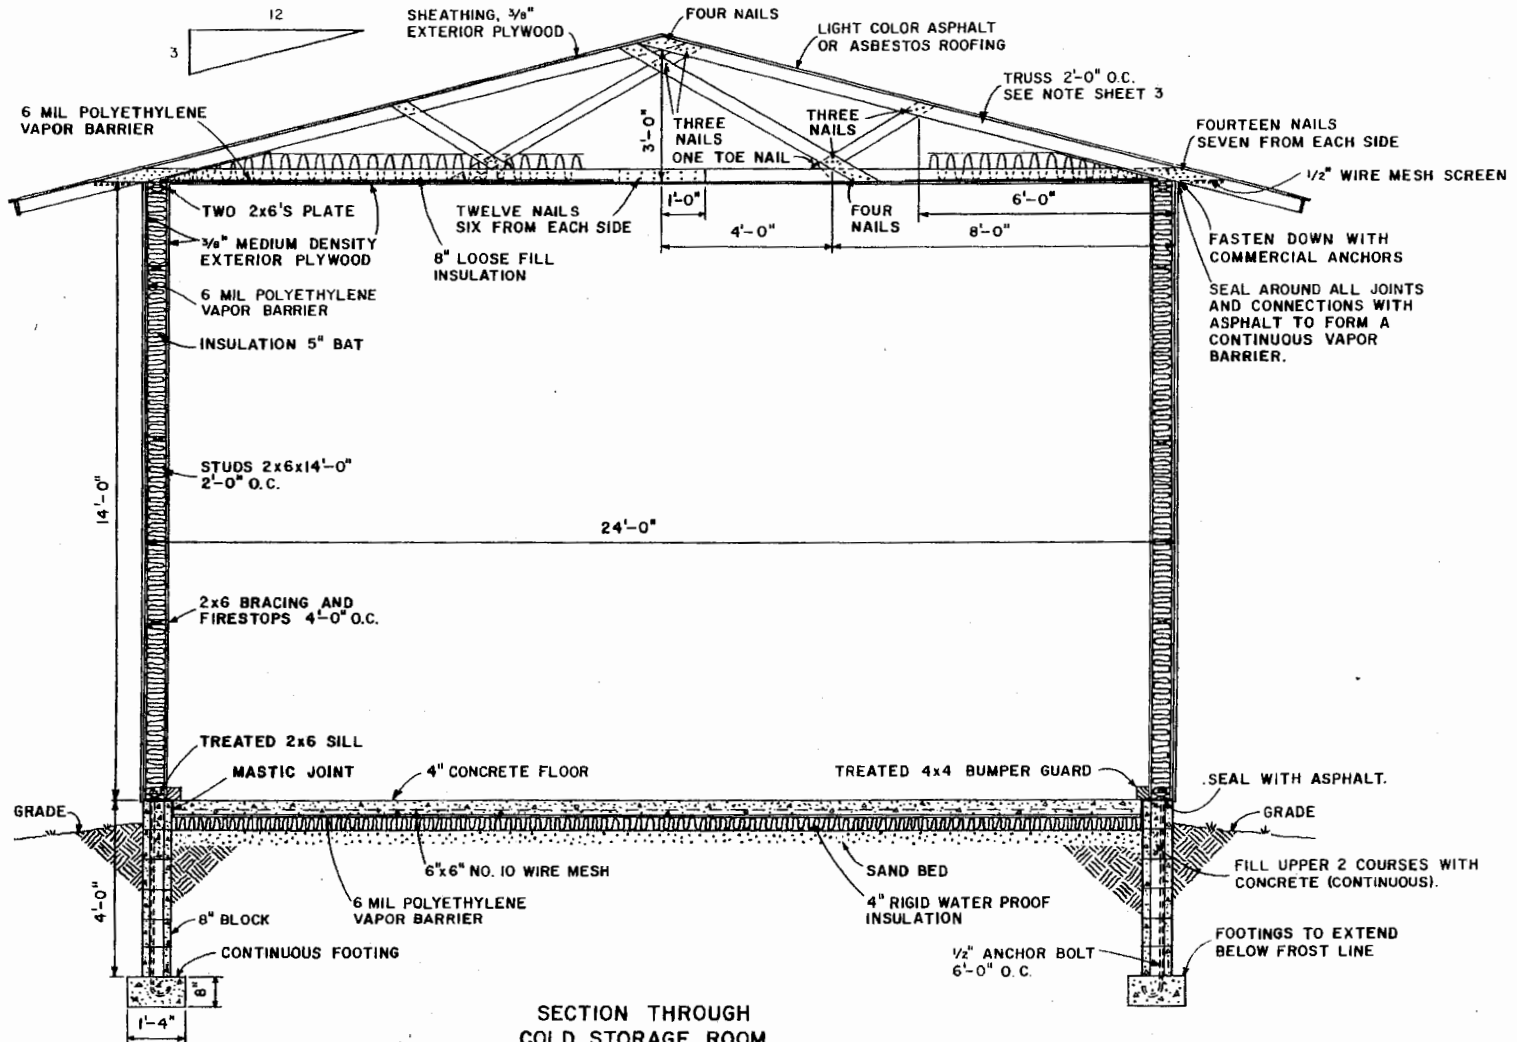 12
3
SHEATHING, 3/8"
EXTERIOR PLYWOOD
FOUR NAILS
LIGHT COLOR ASPHALT
OR ASBESTOS ROOFING
TRUSS 2'-0" O.C.
SEE NOTE SHEET 3
6 MIL POLYETHYLENE
VAPOR BARRIER
3'-0"
THREE
NAILS
ONE TOE NAIL
THREE
NAILS
FOURTEEN NAILS
SEVEN FROM EACH SIDE
1/2" WIRE MESH SCREEN
TWO 2x6'S PLATE
TWELVE NAILS
SIX FROM EACH SIDE
1'-0"
FOUR
NAILS
6'-0"
4'-0"
8'-0"
3/8" MEDIUM DENSITY
EXTERIOR PLYWOOD
8" LOOSE FILL
INSULATION
FASTEN DOWN WITH
COMMERCIAL ANCHORS
6 MIL POLYETHYLENE
VAPOR BARRIER
SEAL AROUND ALL JOINTS
AND CONNECTIONS WITH
ASPHALT TO FORM A
CONTINUOUS VAPOR
BARRIER.
INSULATION 5" BAT
14'-0"
STUDS 2x6x14'-0"
2'-0" O.C.
24'-0"
2x6 BRACING AND
FIRESTOPS 4'-0" O.C.
TREATED 2x6 SILL
MASTIC JOINT
4" CONCRETE FLOOR
TREATED 4x4 BUMPER GUARD
SEAL WITH ASPHALT.
GRADE
GRADE
4'-0"
6"x6" NO. 10 WIRE MESH
SAND BED
FILL UPPER 2 COURSES WITH
CONCRETE (CONTINUOUS).
6 MIL POLYETHYLENE
VAPOR BARRIER
4" RIGID WATER PROOF
INSULATION
8" BLOCK
CONTINUOUS FOOTING
1/2" ANCHOR BOLT
6'-0" O.C.
FOOTINGS TO EXTEND
BELOW FROST LINE
8"
1'-4"
SECTION THROUGH
COLD STORAGE ROOM